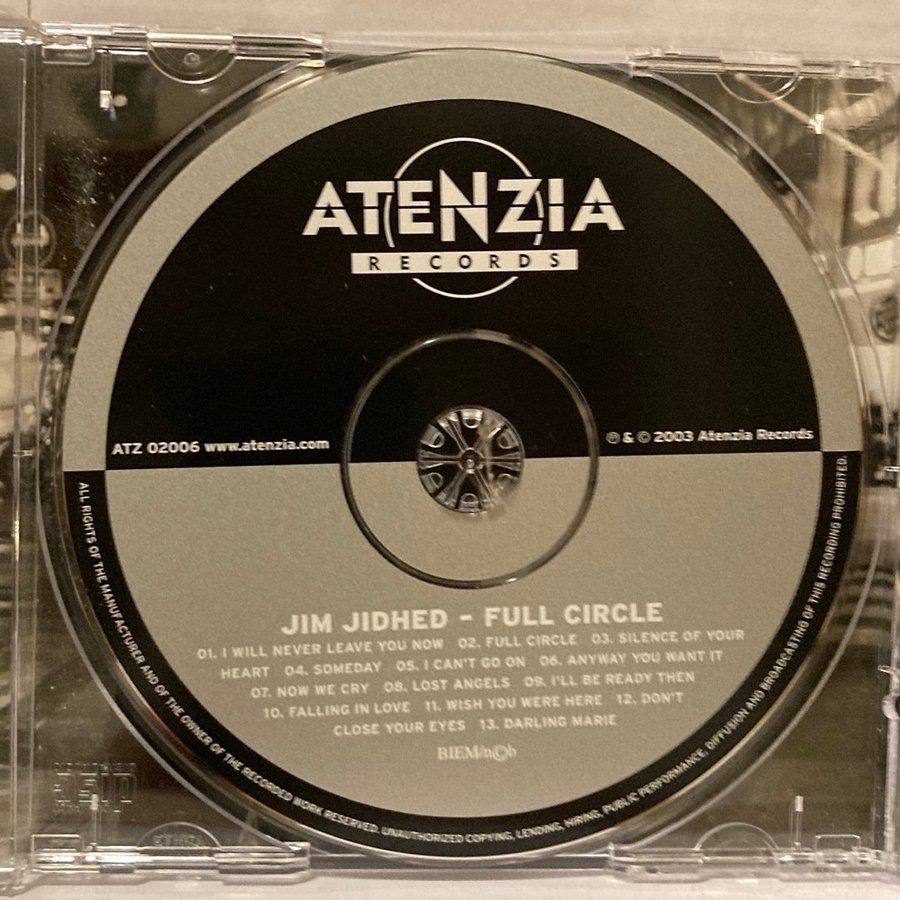 ATENZIA
RECORDS
ATZ 02006 www.atenzia.com
℗ & © 2003 Atenzia Records
JIM JIDHED - FULL CIRCLE
01. I WILL NEVER LEAVE YOU NOW 02. FULL CIRCLE 03. SILENCE OF YOUR
HEART 04. SOMEDAY 05. I CAN'T GO ON 06. ANYWAY YOU WANT IT
07. NOW WE CRY 08. LOST ANGELS 09. I'LL BE READY THEN
10. FALLING IN LOVE 11. WISH YOU WERE HERE 12. DON'T
CLOSE YOUR EYES 13. DARLING MARIE
BIEM/n©b
ALL RIGHTS OF THE MANUFACTURER AND OF THE OWNER OF THE RECORDED WORK RESERVED. UNAUTHORIZED COPYING, LENDING, HIRING, PUBLIC PERFORMANCE, DIFFUSION AND BROADCASTING OF THIS RECORDING PROHIBITED.